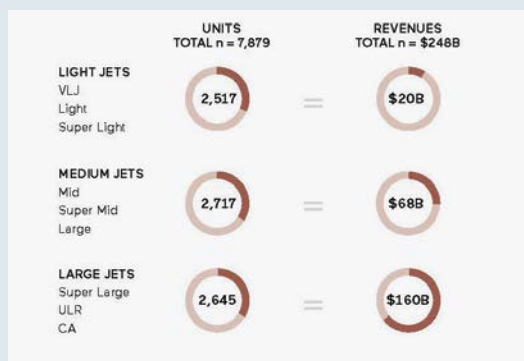 UNITS
TOTAL n = 7,879
REVENUES
TOTAL n = $248B
LIGHT JETS
VLJ
Light
Super Light
2,517
=
$20B
MEDIUM JETS
Mid
Super Mid
Large
2,717
=
$68B
LARGE JETS
Super Large
ULR
CA
2,645
=
$160B